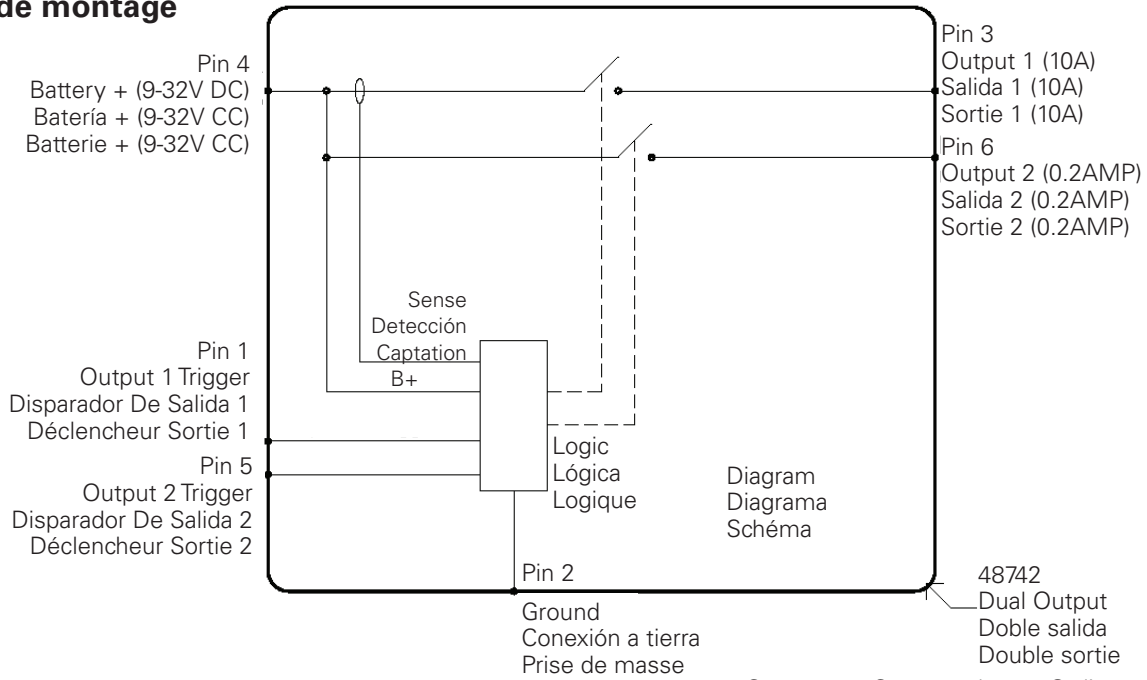 de montage
Pin 4
Battery + (9-32V DC)
Batería + (9-32V CC)
Batterie + (9-32V CC)
Pin 3
Output 1 (10A)
Salida 1 (10A)
Sortie 1 (10A)
Pin 6
Output 2 (0.2AMP)
Salida 2 (0.2AMP)
Sortie 2 (0.2AMP)
Sense
Detección
Captation
B+
Pin 1
Output 1 Trigger
Disparador De Salida 1
Déclencheur Sortie 1
Pin 5
Output 2 Trigger
Disparador De Salida 2
Déclencheur Sortie 2
Logic
Lógica
Logique
Diagram
Diagrama
Schéma
Pin 2
Ground
Conexión a tierra
Prise de masse
48742
Dual Output
Doble salida
Double sortie